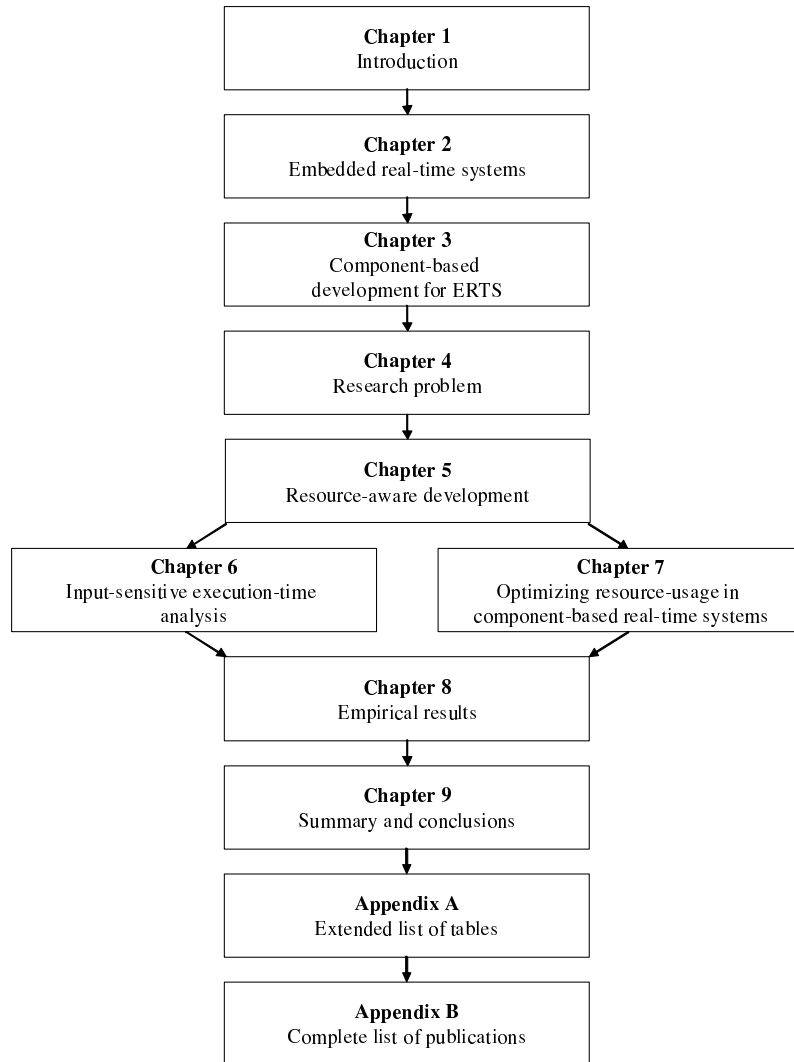 Chapter 1
Introduction
Chapter 2
Embedded real-time systems
Chapter 3
Component-based
development for ERTS
Chapter 4
Research problem
Chapter 5
Resource-aware development
Chapter 6
Input-sensitive execution-time
analysis
Chapter 7
Optimizing resource-usage in
component-based real-time systems
Chapter 8
Empirical results
Chapter 9
Summary and conclusions
Appendix A
Extended list of tables
Appendix B
Complete list of publications